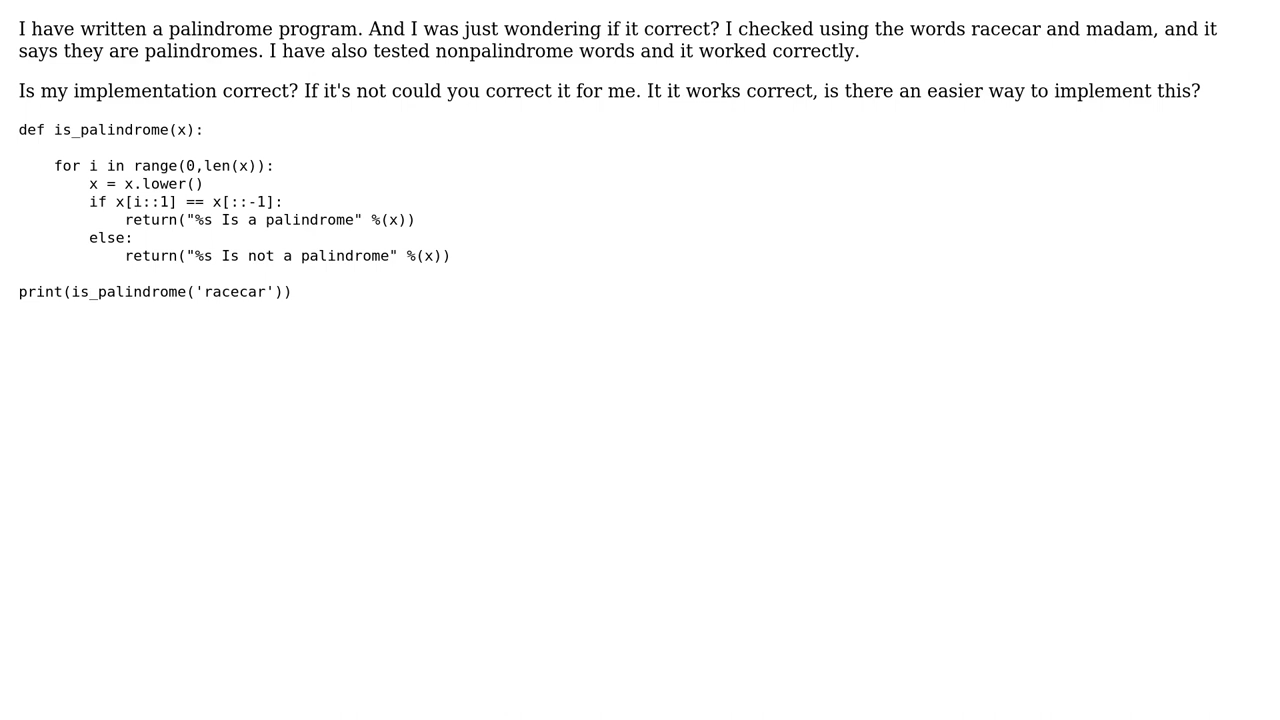 I have written a palindrome program. And I was just wondering if it correct? I checked using the words racecar and madam, and it
says they are palindromes. I have also tested nonpalindrome words and it worked correctly.
Is my implementation correct? If it's not could you correct it for me. It it works correct, is there an easier way to implement this?
def is_palindrome(x):
    for i in range(0,len(x)):
        x = x.lower()
        if x[i::1] == x[::-1]:
            return("%s Is a palindrome" %(x))
        else:
            return("%s Is not a palindrome" %(x))
print(is_palindrome('racecar'))